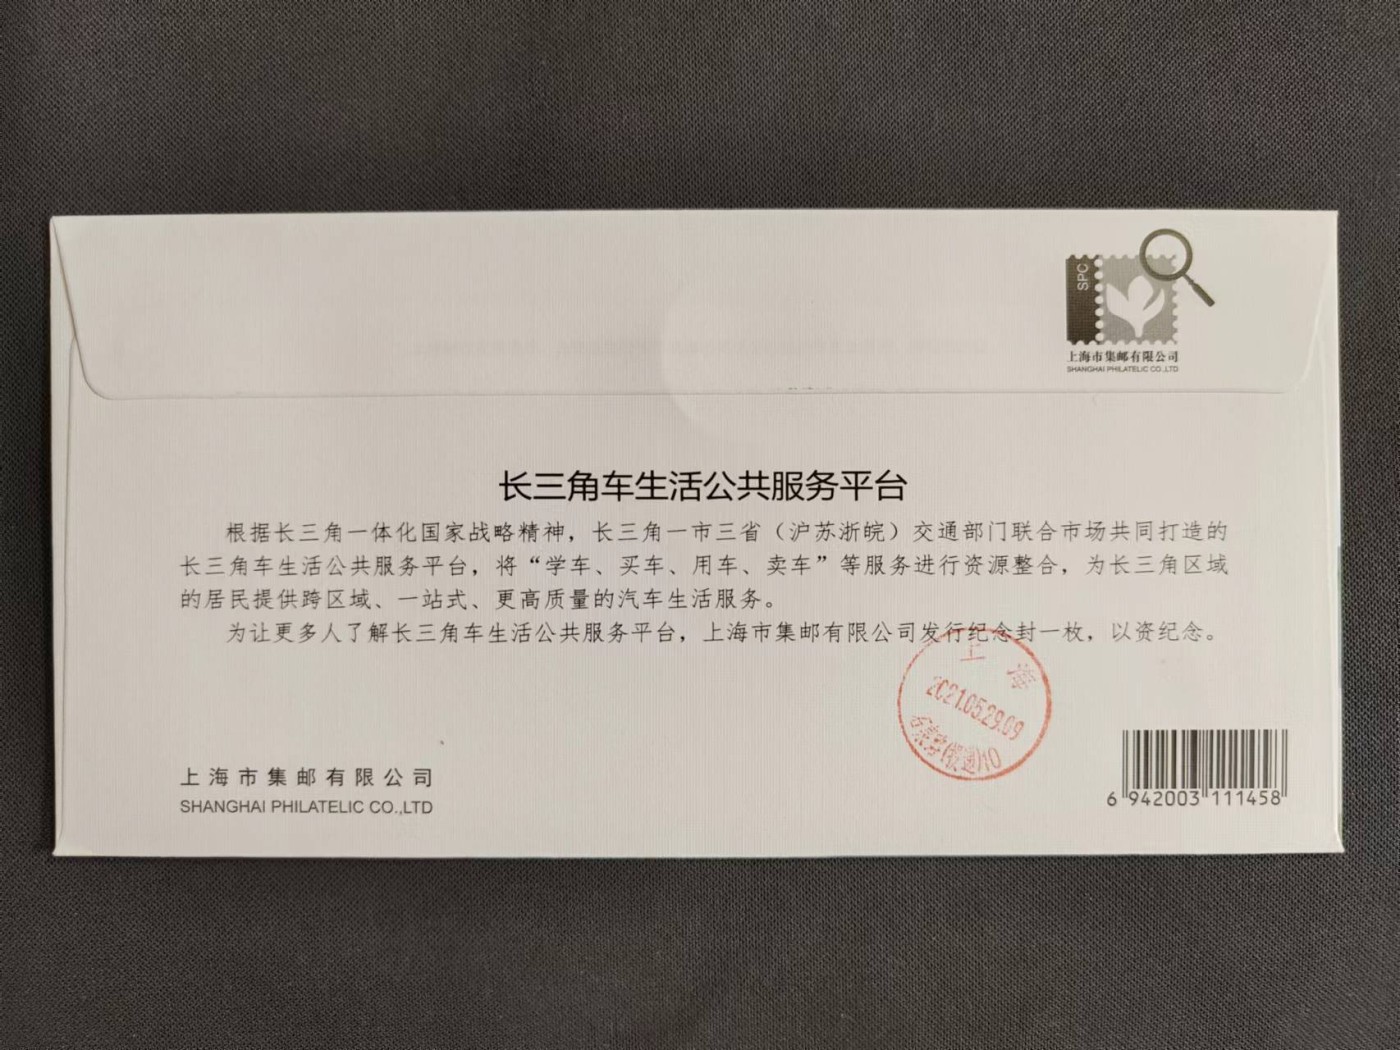 SPC
上海市集邮有限公司
SHANGHAI PHILATELIC CO.,LTD
长三角车生活公共服务平台
根据长三角一体化国家战略精神，长三角一市三省（沪苏浙皖）交通部门联合市场共同打造的
长三角车生活公共服务平台，将“学车、买车、用车、卖车”等服务进行资源整合，为长三角区域
的居民提供跨区域、一站式、更高质量的汽车生活服务。
为让更多人了解长三角车生活公共服务平台，上海市集邮有限公司发行纪念封一枚，以资纪念。
上海
2021.05.29.09
10
上海市集邮有限公司
SHANGHAI PHILATELIC CO.,LTD
6 942003 111458